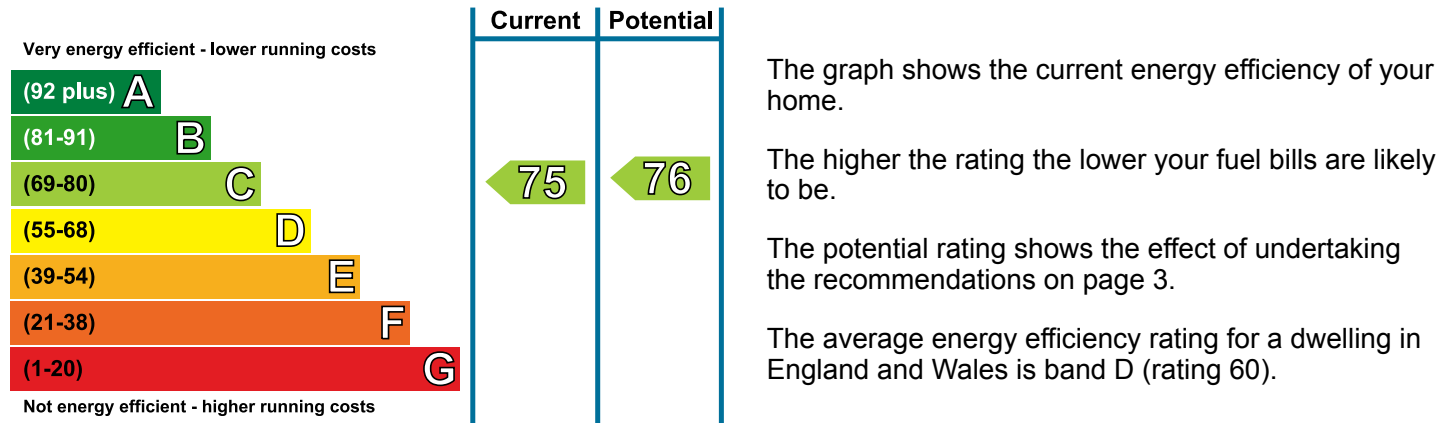 Current Potential
Very energy efficient - lower running costs
(92 plus) A
(81-91) B
(69-80) C
75 76
(55-68) D
(39-54) E
(21-38) F
(1-20) G
Not energy efficient - higher running costs
The graph shows the current energy efficiency of your
home.
The higher the rating the lower your fuel bills are likely
to be.
The potential rating shows the effect of undertaking
the recommendations on page 3.
The average energy efficiency rating for a dwelling in
England and Wales is band D (rating 60).